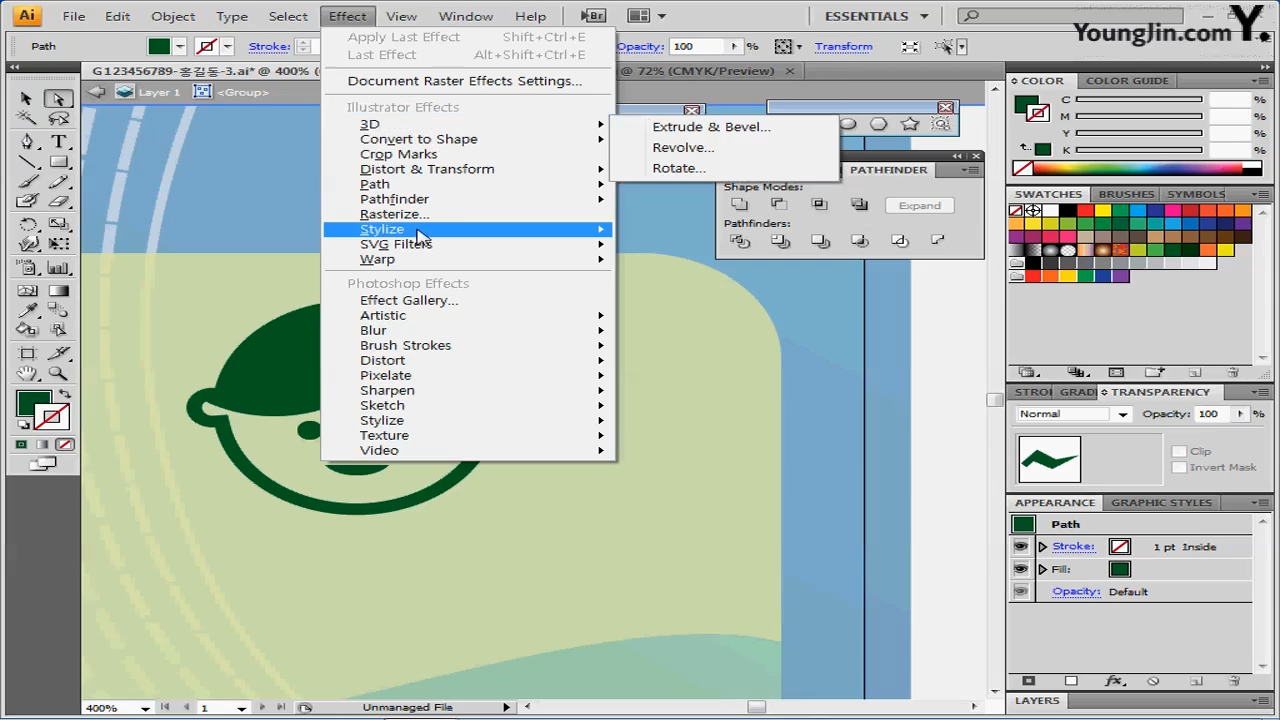 Ai File Edit Object Type Select Effect View Window Help Br ESSENTIALS
YoungJin.com Y.
Path Stroke: Opacity: 100 % Transform
G123456789-홍길동-3.ai* @ 400% ( @ 72% (CMYK/Preview)
Layer 1 <Group>
Apply Last Effect Shift+Ctrl+E
Last Effect Alt+Shift+Ctrl+E
Document Raster Effects Settings...
Illustrator Effects
3D
Convert to Shape
Crop Marks
Distort & Transform
Path
Pathfinder
Rasterize...
Stylize
SVG Filters
Warp
Photoshop Effects
Effect Gallery...
Artistic
Blur
Brush Strokes
Distort
Pixelate
Sharpen
Sketch
Stylize
Texture
Video
Extrude & Bevel...
Revolve...
Rotate...
PATHFINDER
Shape Modes:
Expand
Pathfinders:
COLOR COLOR GUIDE
C
M
Y
K
SWATCHES BRUSHES SYMBOLS
STRO GRADI TRANSPARENCY
Normal Opacity: 100 %
Clip
Invert Mask
APPEARANCE GRAPHIC STYLES
Path
Stroke: 1 pt Inside
Fill:
Opacity: Default
LAYERS
400% 1 Unmanaged File